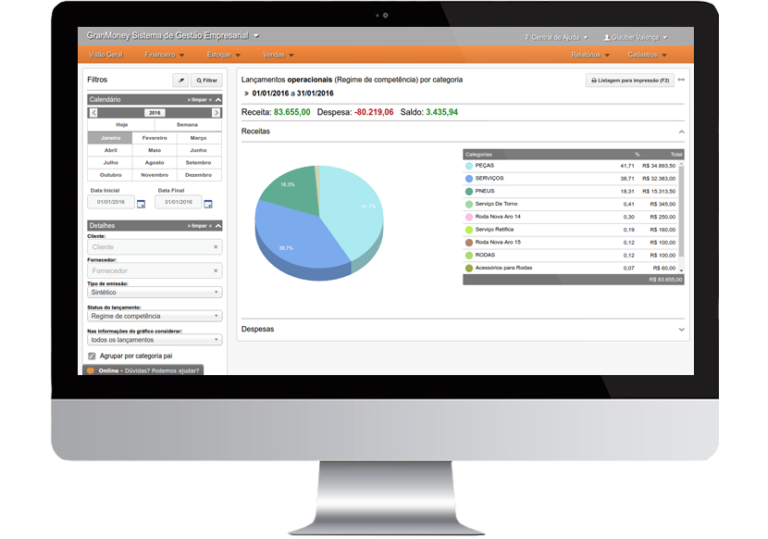 GranMoney Sistema de Gestão Empresarial
Central de Ajuda
Glauber Valença
Visão Geral Financeiro Estoque Vendas Relatórios Cadastros
Filtros
Filtrar
Calendário
» limpar «
2016
Hoje Semana
Janeiro Fevereiro Março
Abril Maio Junho
Julho Agosto Setembro
Outubro Novembro Dezembro
Data Inicial Data Final
01/01/2016 31/01/2016
Detalhes
» limpar «
Cliente:
Cliente
Fornecedor:
Fornecedor
Tipo de emissão:
Sintético
Status do lançamento:
Regime de competência
Nas informações do gráfico considerar:
todos os lançamentos
Agrupar por categoria pai
Online - Dúvidas? Podemos ajudar?
Lançamentos operacionais (Regime de competência) por categoria
» 01/01/2016 a 31/01/2016
Listagem para impressão (F2)
Receita: 83.655,00 Despesa: -80.219,06 Saldo: 3.435,94
Receitas
41.7%
38.7%
18.3%
Categorias % Total
PEÇAS 41,71 R$ 34.893,50
SERVIÇOS 38,71 R$ 32.383,00
PNEUS 18,31 R$ 15.313,50
Serviço De Torno 0,41 R$ 345,00
Roda Nova Aro 14 0,30 R$ 250,00
Serviço Retífica 0,19 R$ 160,00
Roda Nova Aro 15 0,12 R$ 100,00
RODAS 0,12 R$ 100,00
Acessórios para Rodas 0,07 R$ 60,00
R$ 83.655,00
Despesas